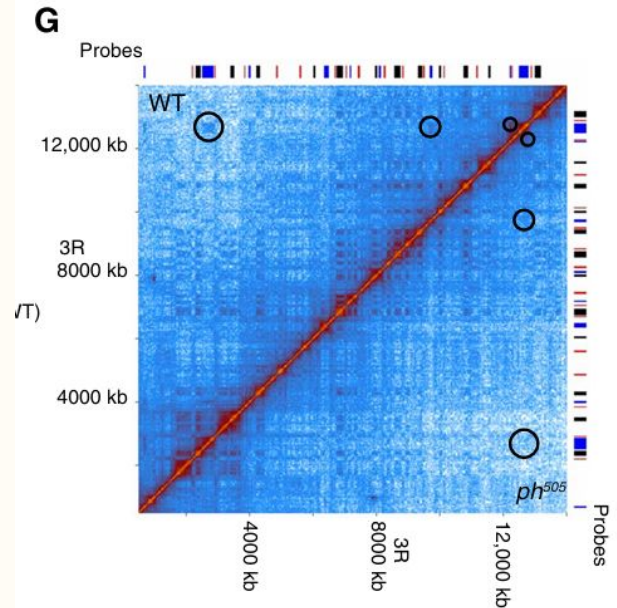 G
Probes
WT
12,000 kb
3R
8000 kb
VT)
4000 kb
ph505
Probes
4000 kb
8000 kb
3R
12,000 kb